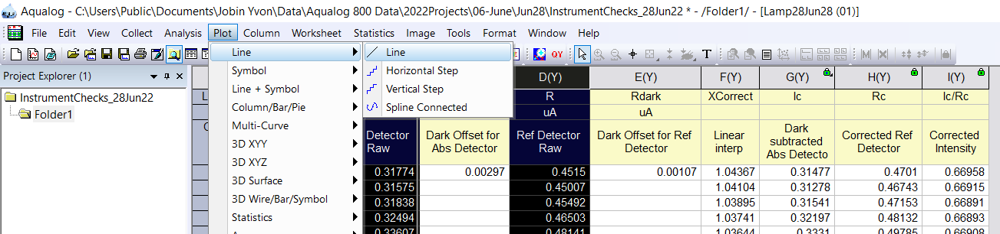 Aqualog - C:\Users\Public\Documents\Jobin Yvon\Data\Aqualog 800 Data\2022Projects\06-June\Jun28\InstrumentChecks_28Jun22 * - /Folder1/ - [Lamp28Jun28 (01)]
File Edit View Collect Analysis Plot Column Worksheet Statistics Image Tools Format Window Help
QY T
Project Explorer (1)
InstrumentChecks_28Jun22
Folder1
Line
Symbol
Line + Symbol
Column/Bar/Pie
Multi-Curve
3D XYY
3D XYZ
3D Surface
3D Wire/Bar/Symbol
Statistics
Line
Horizontal Step
Vertical Step
Spline Connected
D(Y) E(Y) F(Y) G(Y) H(Y) I(Y)
L R Rdark XCorrect Ic Rc Ic/Rc
uA uA
Detector Raw
Dark Offset for Abs Detector
Ref Detector Raw
Dark Offset for Ref Detector
Linear interp
Dark subtracted Abs Detecto
Corrected Ref Detector
Corrected Intensity
0.31774 0.00297 0.4515 0.00107 1.04367 0.31477 0.4701 0.66958
0.31575 0.45007 1.04104 0.31278 0.46743 0.66915
0.31838 0.45492 1.03895 0.31541 0.47153 0.66891
0.32494 0.46503 1.03741 0.32197 0.48132 0.66893
0.33607 0.48141 1.03644 0.3331 0.49785 0.66908